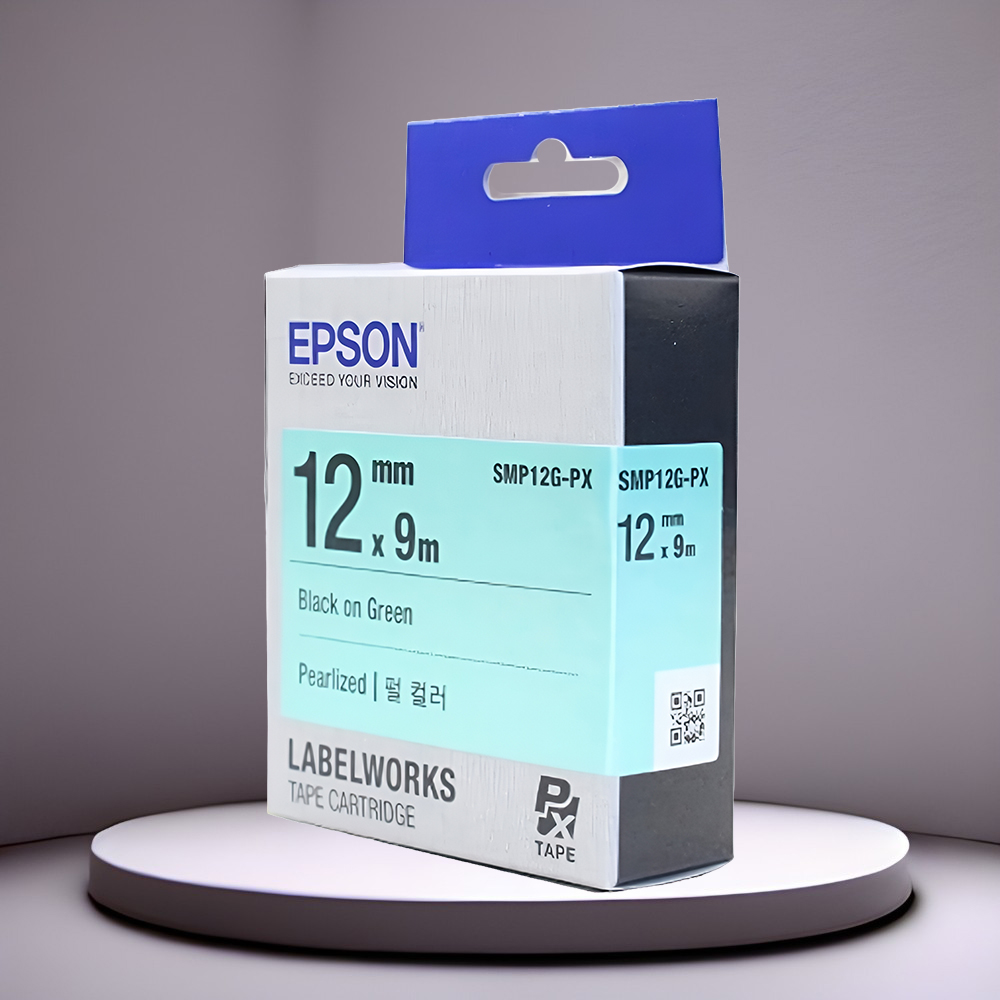 EPSON
EXCEED YOUR VISION
12 mm x 9m
SMP12G-PX
Black on Green
Pearlized | 펄 컬러
LABELWORKS
TAPE CARTRIDGE
Px
TAPE
SMP12G-PX
12 mm x 9m